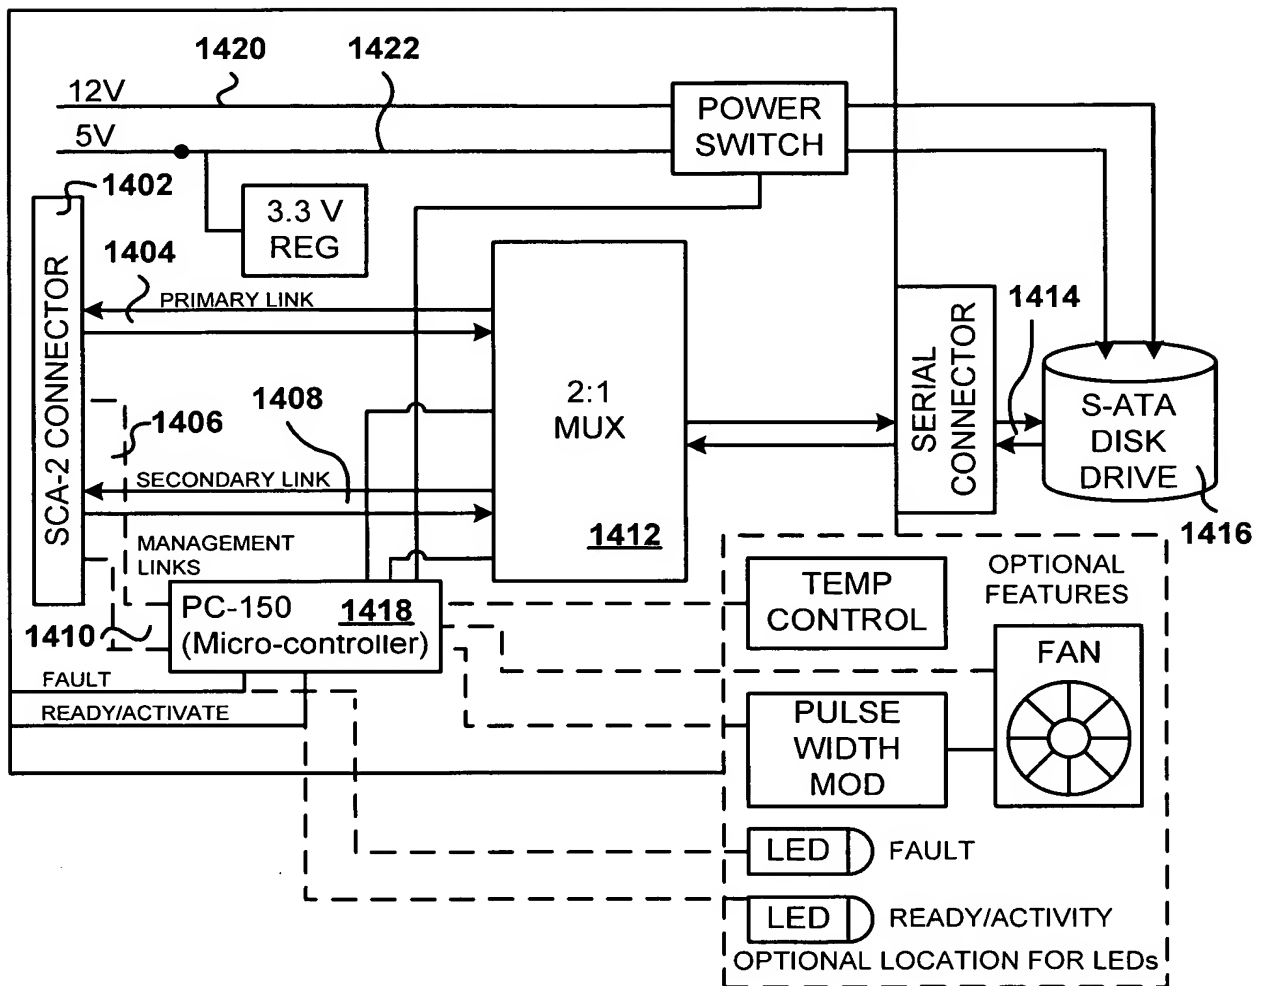 1420
1422
12V
5V
POWER
SWITCH
1402
3.3 V
REG
1404
PRIMARY LINK
SCA-2 CONNECTOR
2:1
MUX
1412
SERIAL
CONNECTOR
1414
S-ATA
DISK
DRIVE
1416
1408
1406
SECONDARY LINK
MANAGEMENT
LINKS
1410
PC-150
1418
(Micro-controller)
FAULT
READY/ACTIVATE
OPTIONAL
FEATURES
TEMP
CONTROL
FAN
PULSE
WIDTH
MOD
LED
FAULT
LED
READY/ACTIVITY
OPTIONAL LOCATION FOR LEDs